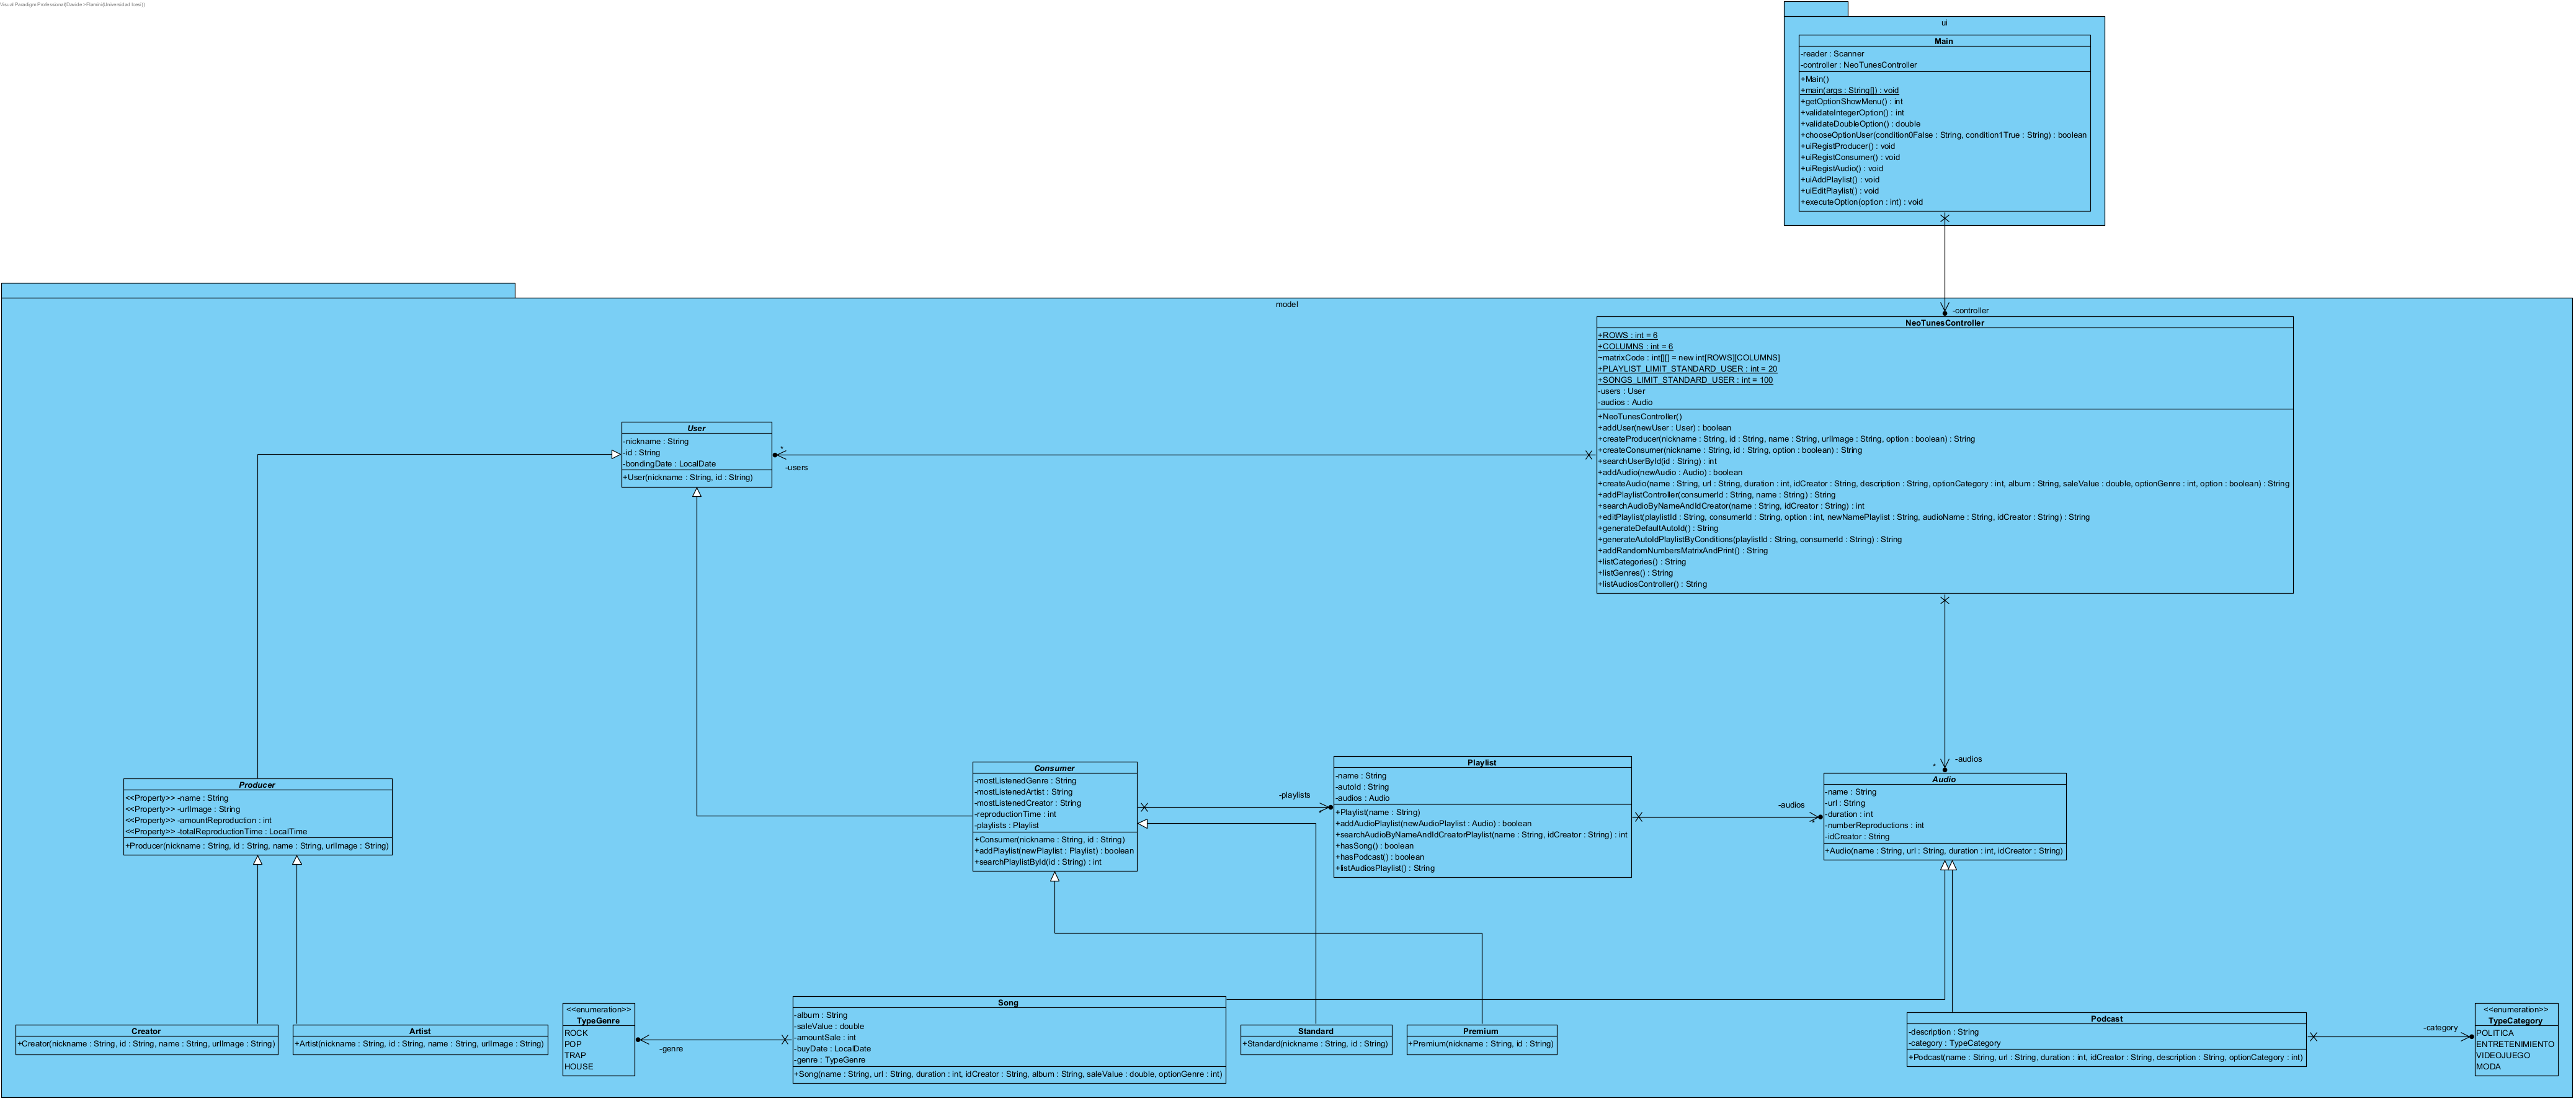 Visual Paradigm Professional(Davide >Flamini(Universidad Icesi))
ui
Main
-reader : Scanner
-controller : NeoTunesController
+Main()
+main(args : String[]) : void
+getOptionShowMenu() : int
+validateIntegerOption() : int
+validateDoubleOption() : double
+chooseOptionUser(condition0False : String, condition1True : String) : boolean
+uiRegistProducer() : void
+uiRegistConsumer() : void
+uiRegistAudio() : void
+uiAddPlaylist() : void
+uiEditPlaylist() : void
+executeOption(option : int) : void
model
-controller
NeoTunesController
+ROWS : int = 6
+COLUMNS : int = 6
~matrixCode : int[][] = new int[ROWS][COLUMNS]
+PLAYLIST_LIMIT_STANDARD_USER : int = 20
+SONGS_LIMIT_STANDARD_USER : int = 100
-users : User
-audios : Audio
+NeoTunesController()
+addUser(newUser : User) : boolean
+createProducer(nickname : String, id : String, name : String, urlImage : String, option : boolean) : String
+createConsumer(nickname : String, id : String, option : boolean) : String
+searchUserById(id : String) : int
+addAudio(newAudio : Audio) : boolean
+createAudio(name : String, url : String, duration : int, idCreator : String, description : String, optionCategory : int, album : String, saleValue : double, optionGenre : int, option : boolean) : String
+addPlaylistController(consumerId : String, name : String) : String
+searchAudioByNameAndIdCreator(name : String, idCreator : String) : int
+editPlaylist(playlistId : String, consumerId : String, option : int, newNamePlaylist : String, audioName : String, idCreator : String) : String
+generateDefaultAutoId() : String
+generateAutoIdPlaylistByConditions(playlistId : String, consumerId : String) : String
+addRandomNumbersMatrixAndPrint() : String
+listCategories() : String
+listGenres() : String
+listAudiosController() : String
User
-nickname : String
-id : String
-bondingDate : LocalDate
+User(nickname : String, id : String)
*
-users
Producer
<<Property>> -name : String
<<Property>> -urlImage : String
<<Property>> -amountReproduction : int
<<Property>> -totalReproductionTime : LocalTime
+Producer(nickname : String, id : String, name : String, urlImage : String)
Consumer
-mostListenedGenre : String
-mostListenedArtist : String
-mostListenedCreator : String
-reproductionTime : int
-playlists : Playlist
+Consumer(nickname : String, id : String)
+addPlaylist(newPlaylist : Playlist) : boolean
+searchPlaylistById(id : String) : int
-playlists
*
Playlist
-name : String
-autoId : String
-audios : Audio
+Playlist(name : String)
+addAudioPlaylist(newAudioPlaylist : Audio) : boolean
+searchAudioByNameAndIdCreatorPlaylist(name : String, idCreator : String) : int
+hasSong() : boolean
+hasPodcast() : boolean
+listAudiosPlaylist() : String
-audios
*
-audios
*
Audio
-name : String
-url : String
-duration : int
-numberReproductions : int
-idCreator : String
+Audio(name : String, url : String, duration : int, idCreator : String)
Creator
+Creator(nickname : String, id : String, name : String, urlImage : String)
Artist
+Artist(nickname : String, id : String, name : String, urlImage : String)
<<enumeration>>
TypeGenre
ROCK
POP
TRAP
HOUSE
-genre
Song
-album : String
-saleValue : double
-amountSale : int
-buyDate : LocalDate
-genre : TypeGenre
+Song(name : String, url : String, duration : int, idCreator : String, album : String, saleValue : double, optionGenre : int)
Standard
+Standard(nickname : String, id : String)
Premium
+Premium(nickname : String, id : String)
Podcast
-description : String
-category : TypeCategory
+Podcast(name : String, url : String, duration : int, idCreator : String, description : String, optionCategory : int)
-category
<<enumeration>>
TypeCategory
POLITICA
ENTRETENIMIENTO
VIDEOJUEGO
MODA